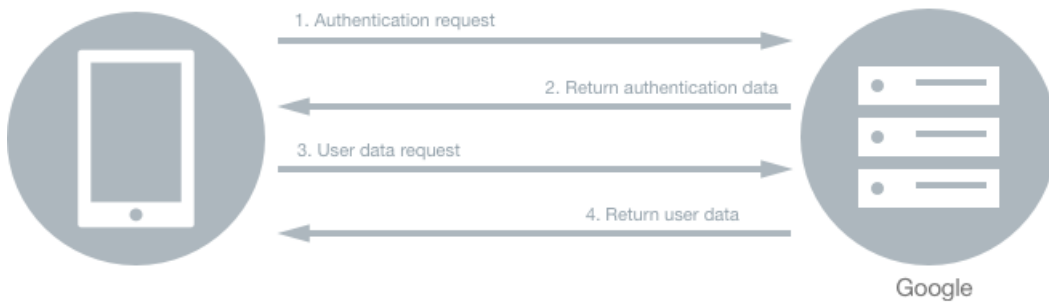 1. Authentication request
2. Return authentication data
3. User data request
4. Return user data
Google